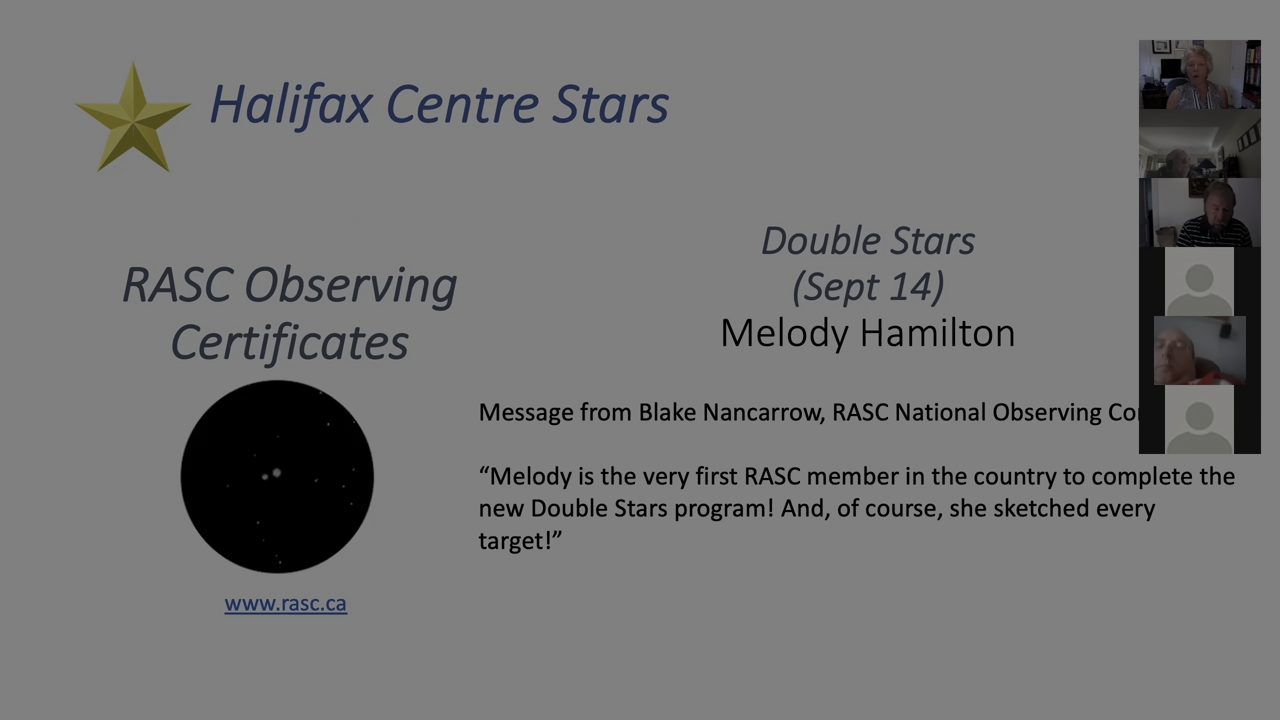 Halifax Centre Stars
RASC Observing
Certificates
www.rasc.ca
Double Stars
(Sept 14)
Melody Hamilton
Message from Blake Nancarrow, RASC National Observing
“Melody is the very first RASC member in the country to complete the
new Double Stars program! And, of course, she sketched every
target!”